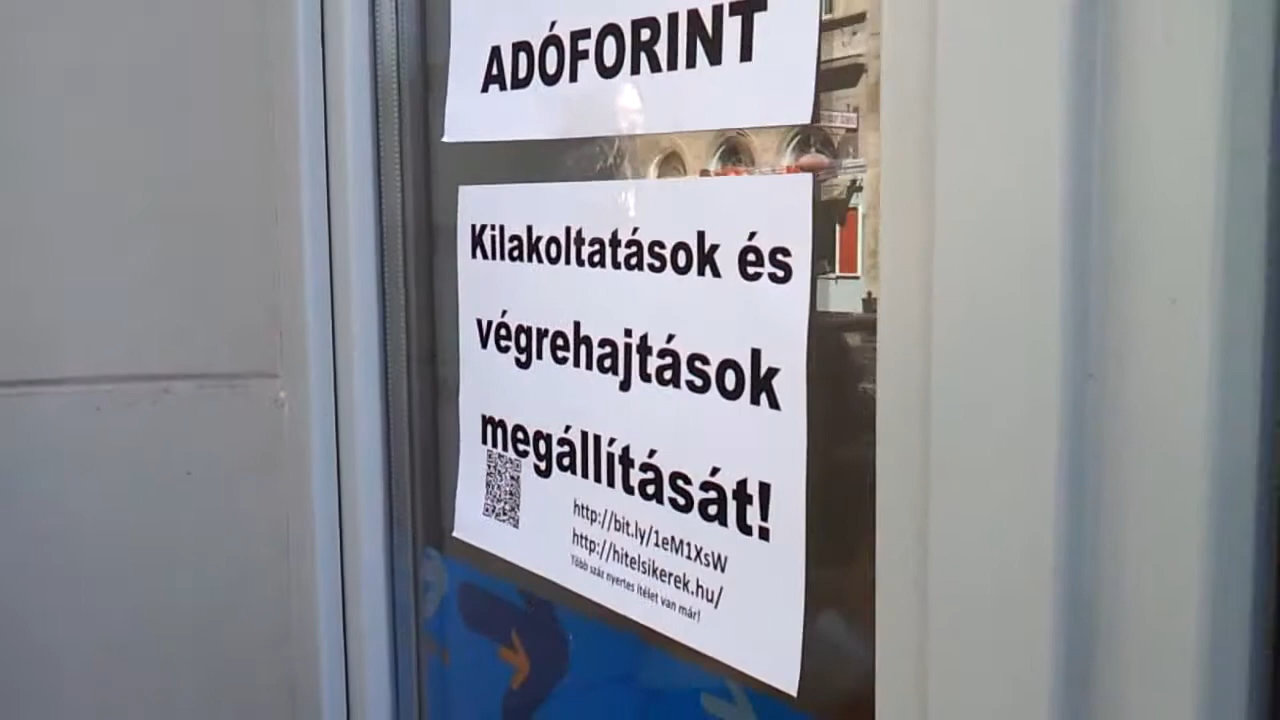 ADÓFORINT
Kilakoltatások és
végrehajtások
megállítását!
http://bit.ly/1eM1XsW
http://hitelsikerek.hu/
Több száz nyertes ítélet van már!